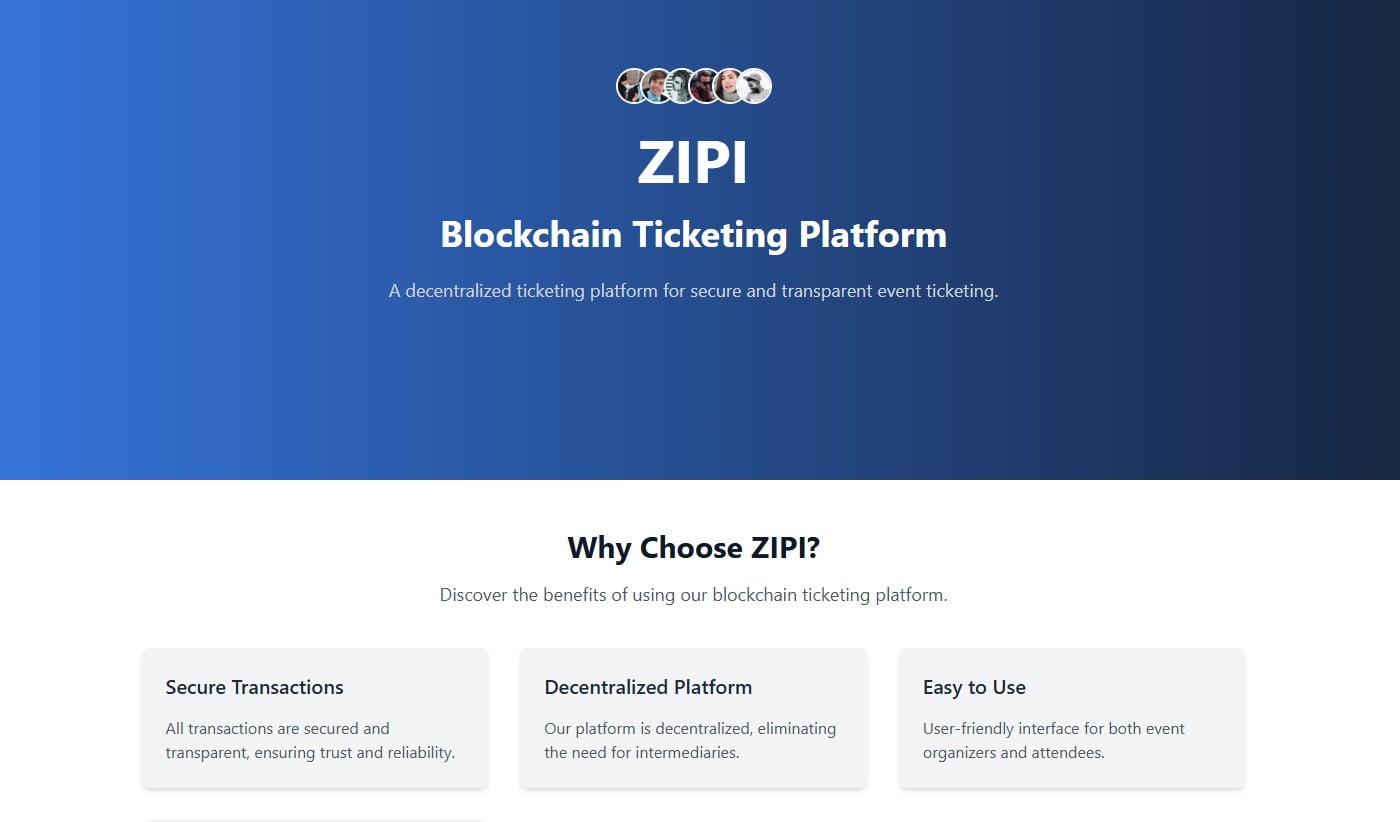 ZIPI
Blockchain Ticketing Platform
A decentralized ticketing platform for secure and transparent event ticketing.
Why Choose ZIPI?
Discover the benefits of using our blockchain ticketing platform.
Secure Transactions
All transactions are secured and
transparent, ensuring trust and reliability.
Decentralized Platform
Our platform is decentralized, eliminating
the need for intermediaries.
Easy to Use
User-friendly interface for both event
organizers and attendees.